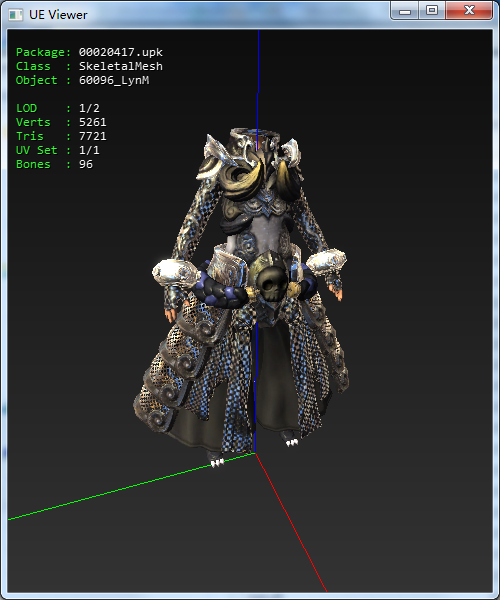 UE Viewer
Package: 00020417.upk
Class : SkeletalMesh
Object : 60096_LynM
LOD : 1/2
Verts : 5261
Tris : 7721
UV Set : 1/1
Bones : 96